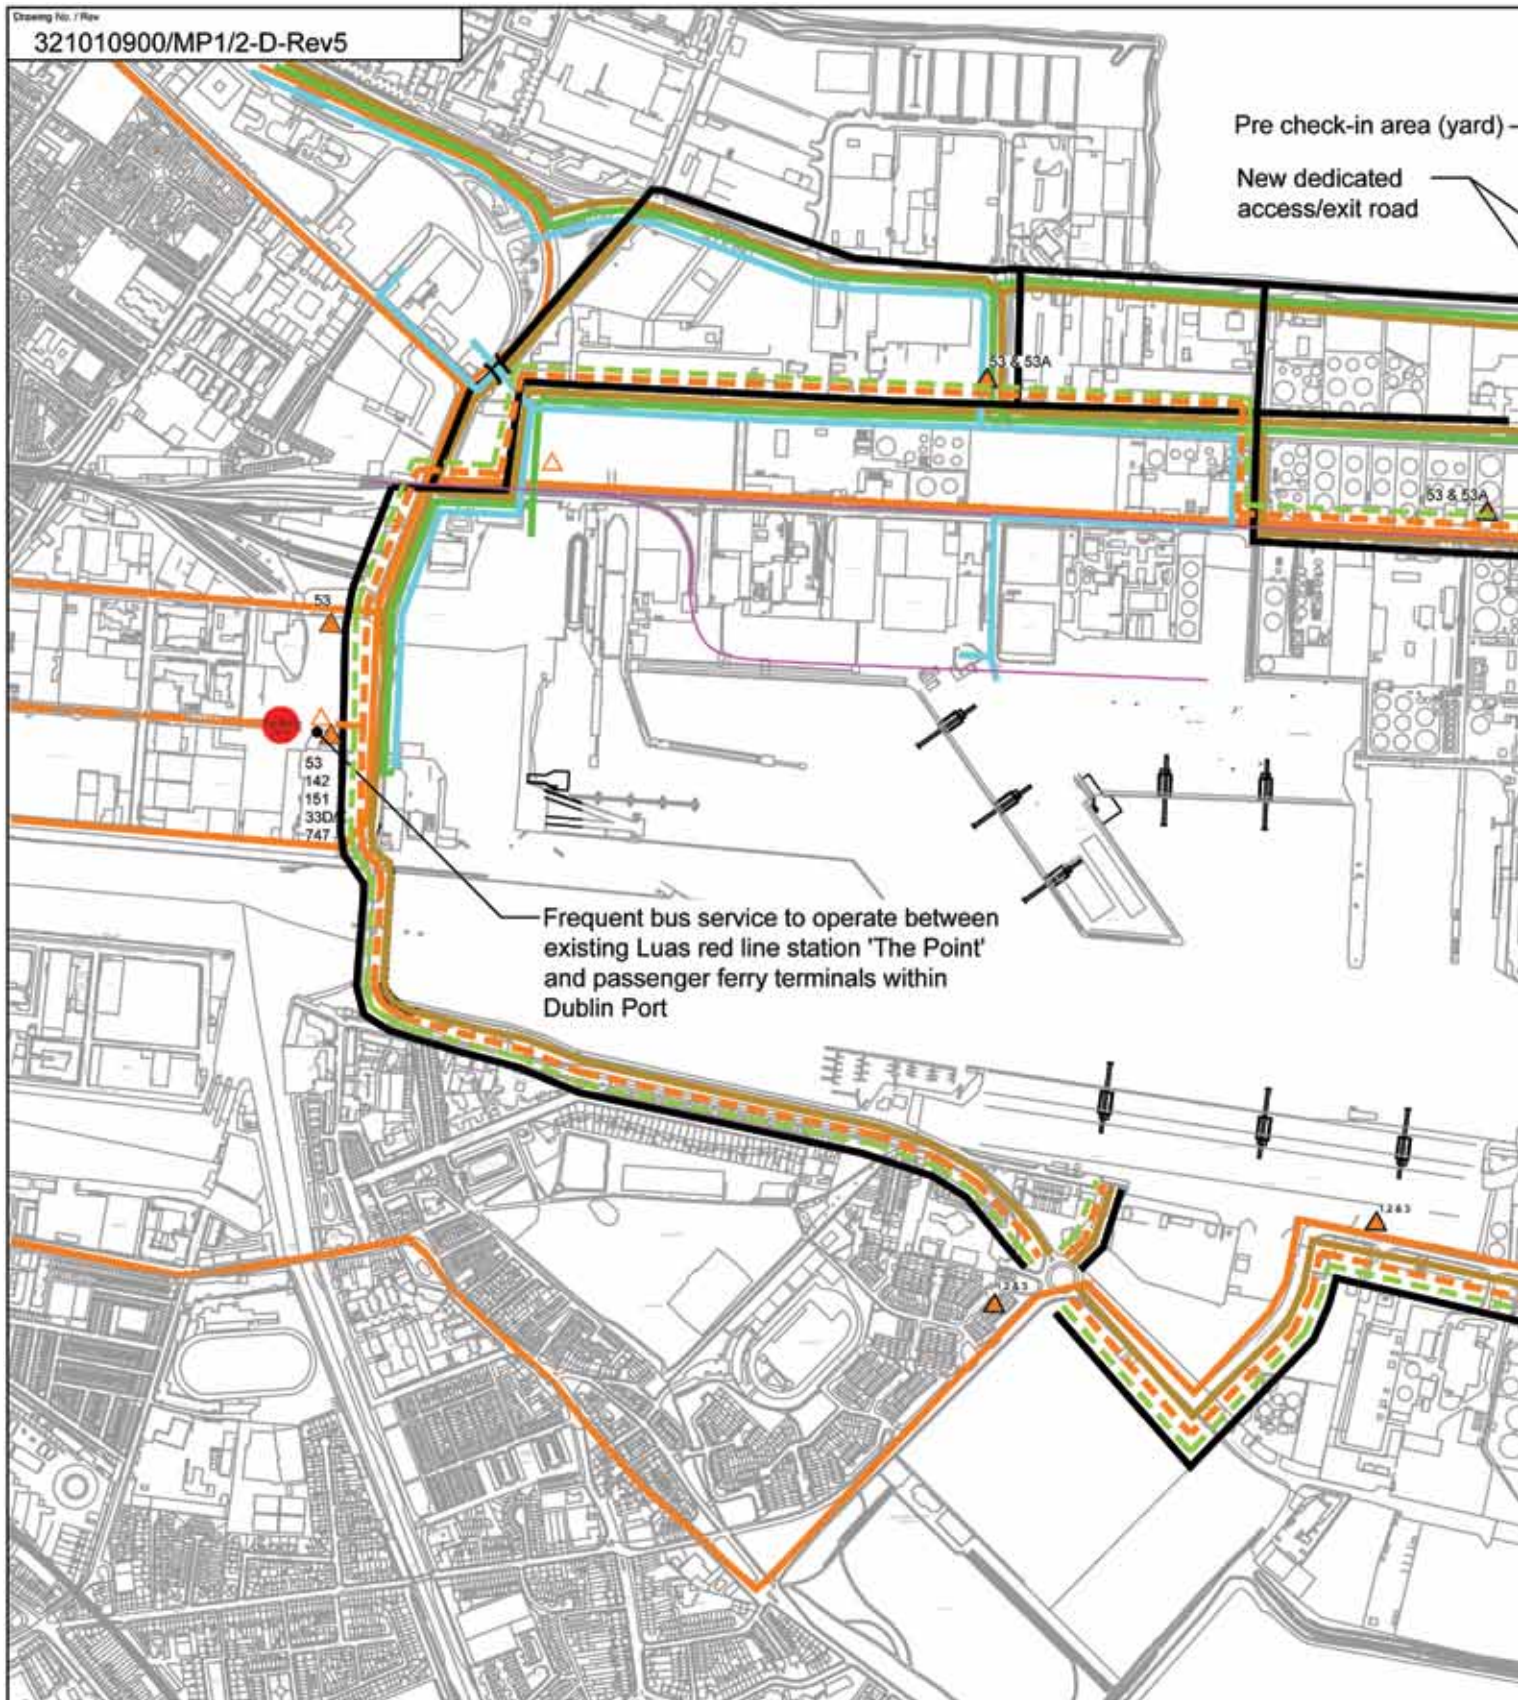 Drawing No. / Rev
321010900/MP1/2-D-Rev5
Pre check-in area (yard)
New dedicated
access/exit road
53 & 53A
53 & 53A
53
53
142
151
33D/
747
Frequent bus service to operate between
existing Luas red line station 'The Point'
and passenger ferry terminals within
Dublin Port
1,2 & 3
1,2 & 3